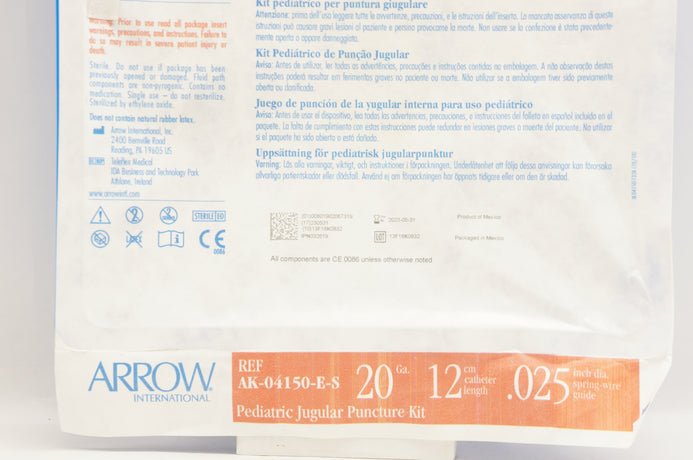 Warning: Prior to use read all package insert
warnings, precautions, and instructions. Failure to
do so may result in severe patient injury or
death.
Sterile. Do not use if package has been
previously opened or damaged. Fluid path
components are non-pyrogenic. Contains no
medication. Single use – do not resterilize.
Sterilized by ethylene oxide.
Does not contain natural rubber latex.
Arrow International, Inc.
2400 Bernville Road
Reading, PA 19605 US
Teleflex Medical
IDA Business and Technology Park
Athlone, Ireland
www.arrowintl.com
STERILE EO
LATEX
CE
0086
Kit pediatrico per puntura giugulare
Attenzione: prima dell'uso leggere tutte le avvertenze, precauzioni, e le istruzioni dell'inserto. La mancata osservanza di queste
istruzioni può causare gravi lesioni al paziente e persino provocarne la morte. Non usare se la confezione è stata precedente-
mente aperta o appare danneggiata.
Kit Pediátrico de Punção Jugular
Aviso: Antes de utilizar, ler todas as advertências, precauções e instruções contidas na embalagem. A não observação destas
instruções poderá resultar em ferimentos graves no paciente ou morte. Não utilizar se a embalagem tiver sido previamente
aberta ou danificada.
Juego de punción de la yugular interna para uso pediátrico
Aviso: Antes de usar el dispositivo, lea todas las advertencias, precauciones, e instrucciones del folleto en español incluido en el
paquete. La falta de cumplimiento con estas instrucciones puede redundar en lesiones graves o muerte del paciente. No utilizar
si el paquete ha sido abierto o está dañado.
Uppsättning för pediatrisk jugularpunktur
Varning: Läs alla varningar, viktigt, och instruktioner i förpackningen. Underlåtenhet att följa dessa anvisningar kan förorsaka
allvarliga patientskador eller dödsfall. Använd ej om förpackningen har öppnats tidigare eller om den är skadad.
(17)230531
(10)13F18K0932
2023-05-31
LOT 13F18K0932
Product of Mexico
Packaged in Mexico
All components are CE 0086 unless otherwise noted
ARROW
INTERNATIONAL
REF
AK-04150-E-S
20 Ga.
12 cm catheter length
.025 inch dia. spring-wire guide
Pediatric Jugular Puncture Kit